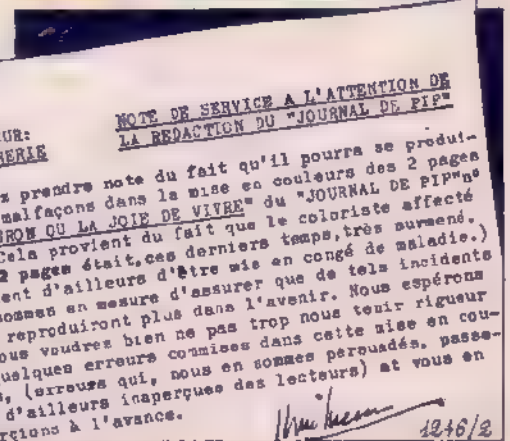 NOTE DE SERVICE A L'ATTENTION DE
LA REDACTION DU "JOURNAL DE PIP"
UR:
RERIE
z prendre note du fait qu'il pourra se produi-
malfaçons dans la mise en couleurs des 2 pages
RON OU LA JOIE DE VIVRE" du "JOURNAL DE PIP"n°
Cela provient du fait que le coloriste affecté
2 pages était,ces derniers temps,très surmené.
ent d'ailleurs d'être mis en congé de maladie.)
sommes en mesure d'assurer que de tels incidents
reproduiront plus dans l'avenir. Nous espérons
ous voudrez bien ne pas trop nous tenir rigueur
uelques erreurs commises dans cette mise en cou-
, (erreurs qui, nous en sommes persuadés, passe-
d'ailleurs inaperçues des lecteurs) et vous en
rcions à l'avance.
1246/2